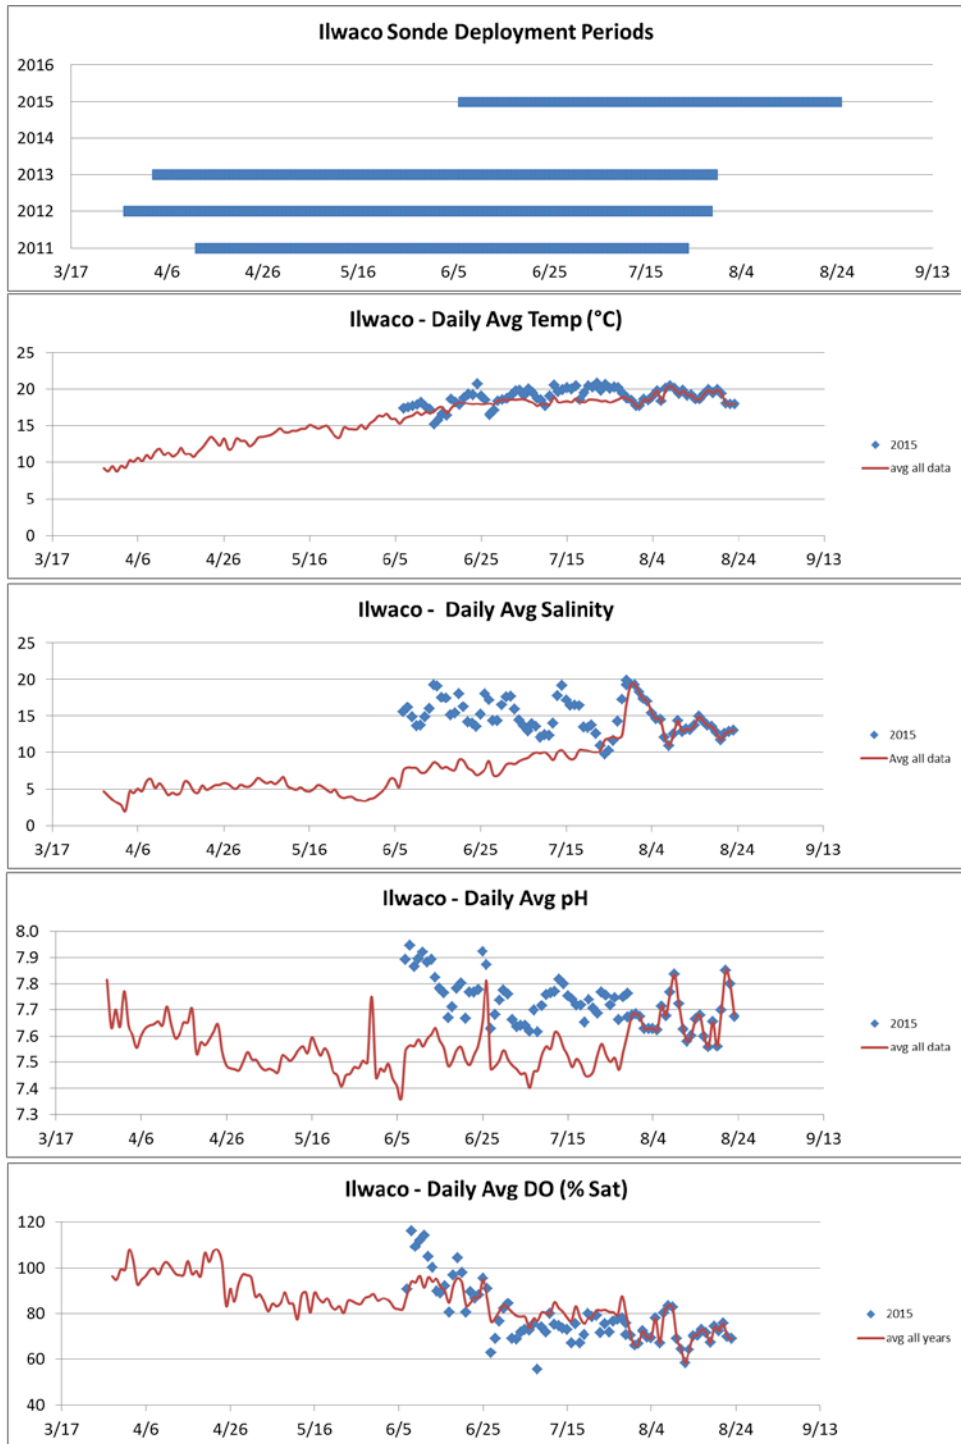 Ilwaco Sonde Deployment Periods
2016
2015
2014
2013
2012
2011
3/17 4/6 4/26 5/16 6/5 6/25 7/15 8/4 8/24 9/13
Ilwaco - Daily Avg Temp (°C)
25
20
15
10
5
0
3/17 4/6 4/26 5/16 6/5 6/25 7/15 8/4 8/24 9/13
2015
avg all data
Ilwaco - Daily Avg Salinity
25
20
15
10
5
0
3/17 4/6 4/26 5/16 6/5 6/25 7/15 8/4 8/24 9/13
2015
Avg all data
Ilwaco - Daily Avg pH
8.0
7.9
7.8
7.7
7.6
7.5
7.4
7.3
3/17 4/6 4/26 5/16 6/5 6/25 7/15 8/4 8/24 9/13
2015
avg all data
Ilwaco - Daily Avg DO (% Sat)
120
100
80
60
40
3/17 4/6 4/26 5/16 6/5 6/25 7/15 8/4 8/24 9/13
2015
avg all years